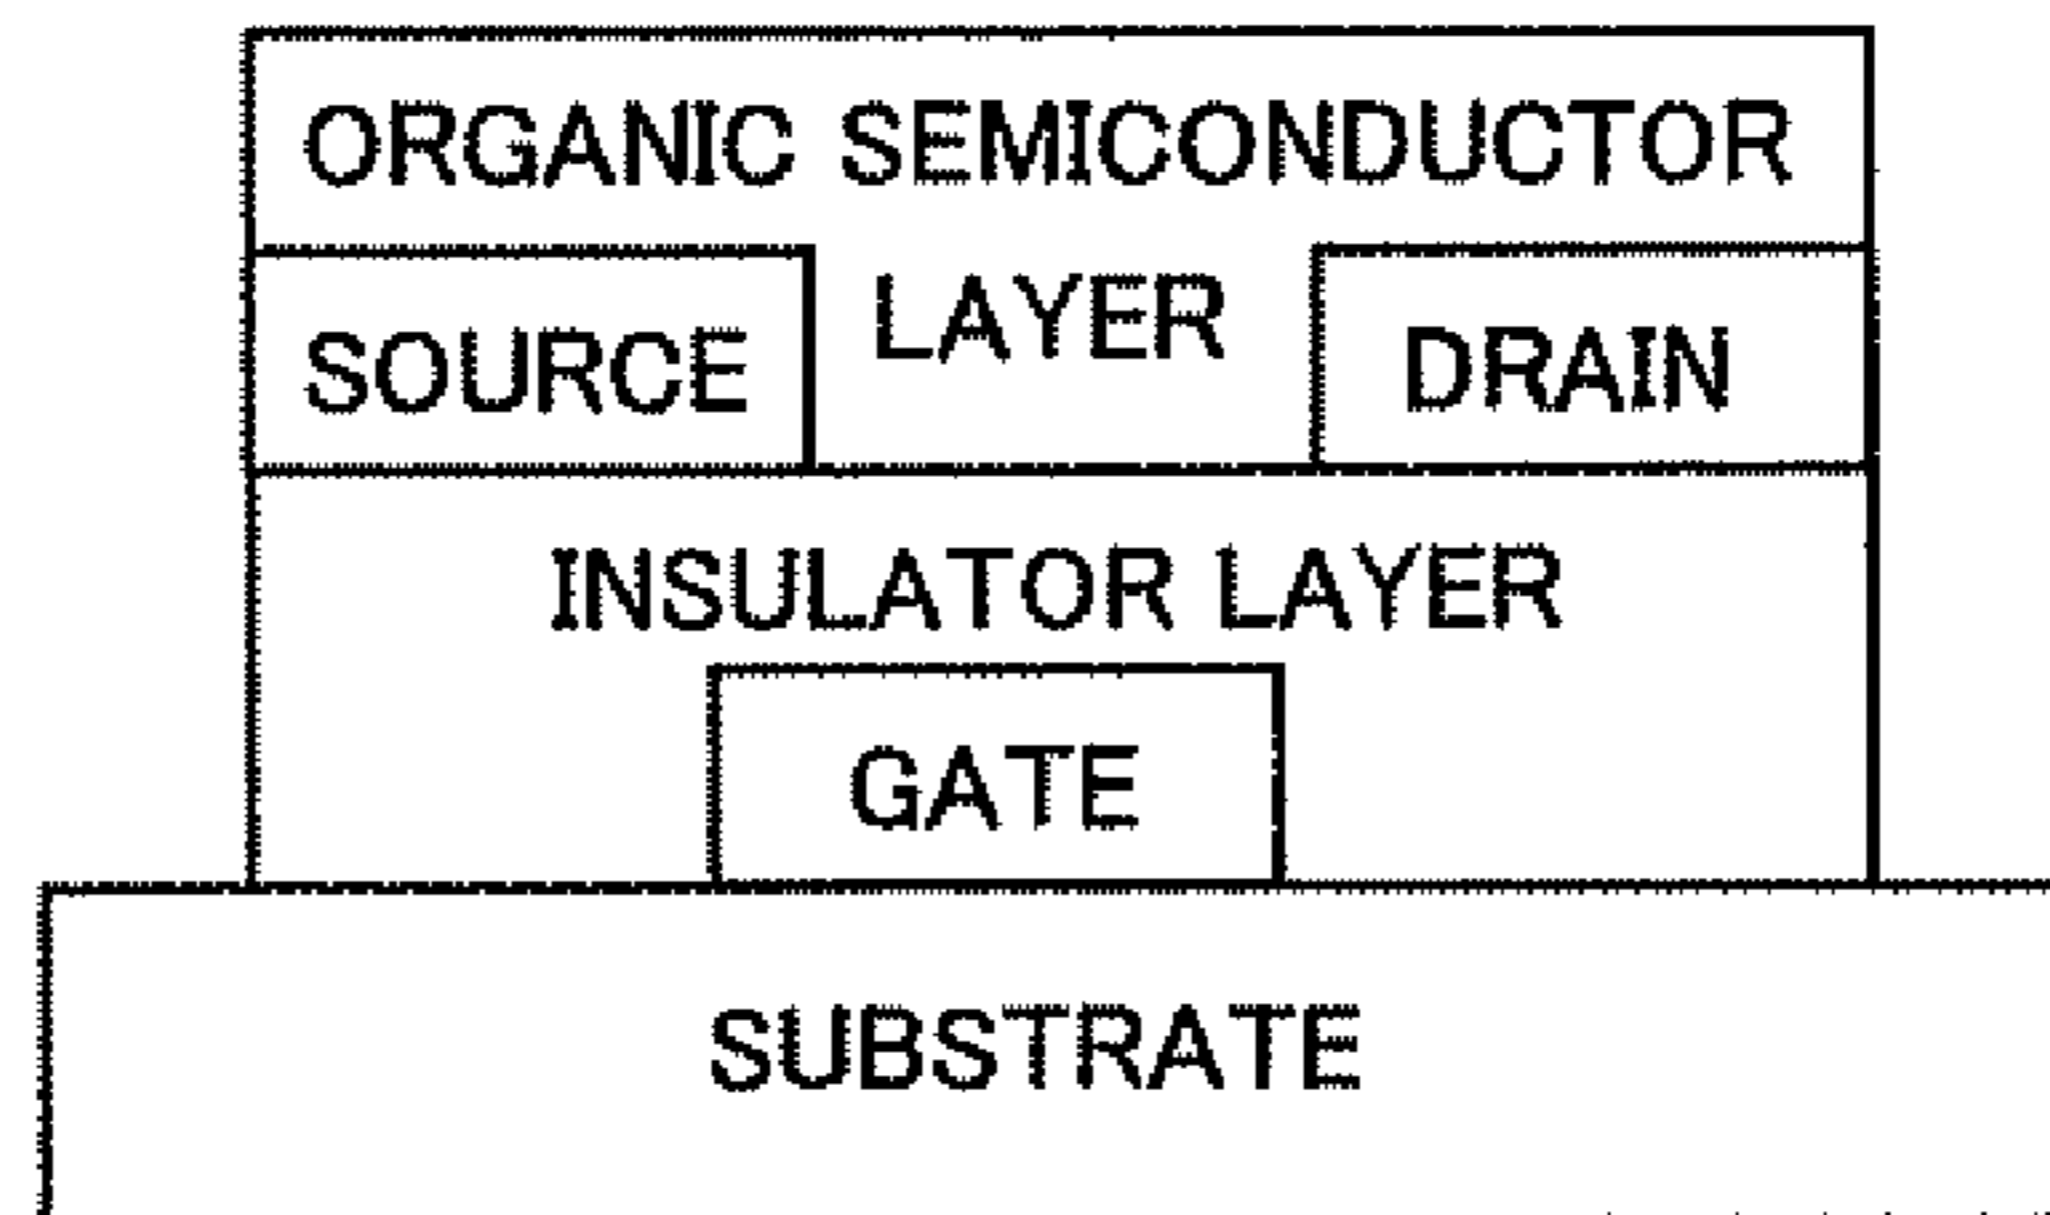 ORGANIC SEMICONDUCTOR
LAYER
SOURCE
DRAIN
INSULATOR LAYER
GATE
SUBSTRATE